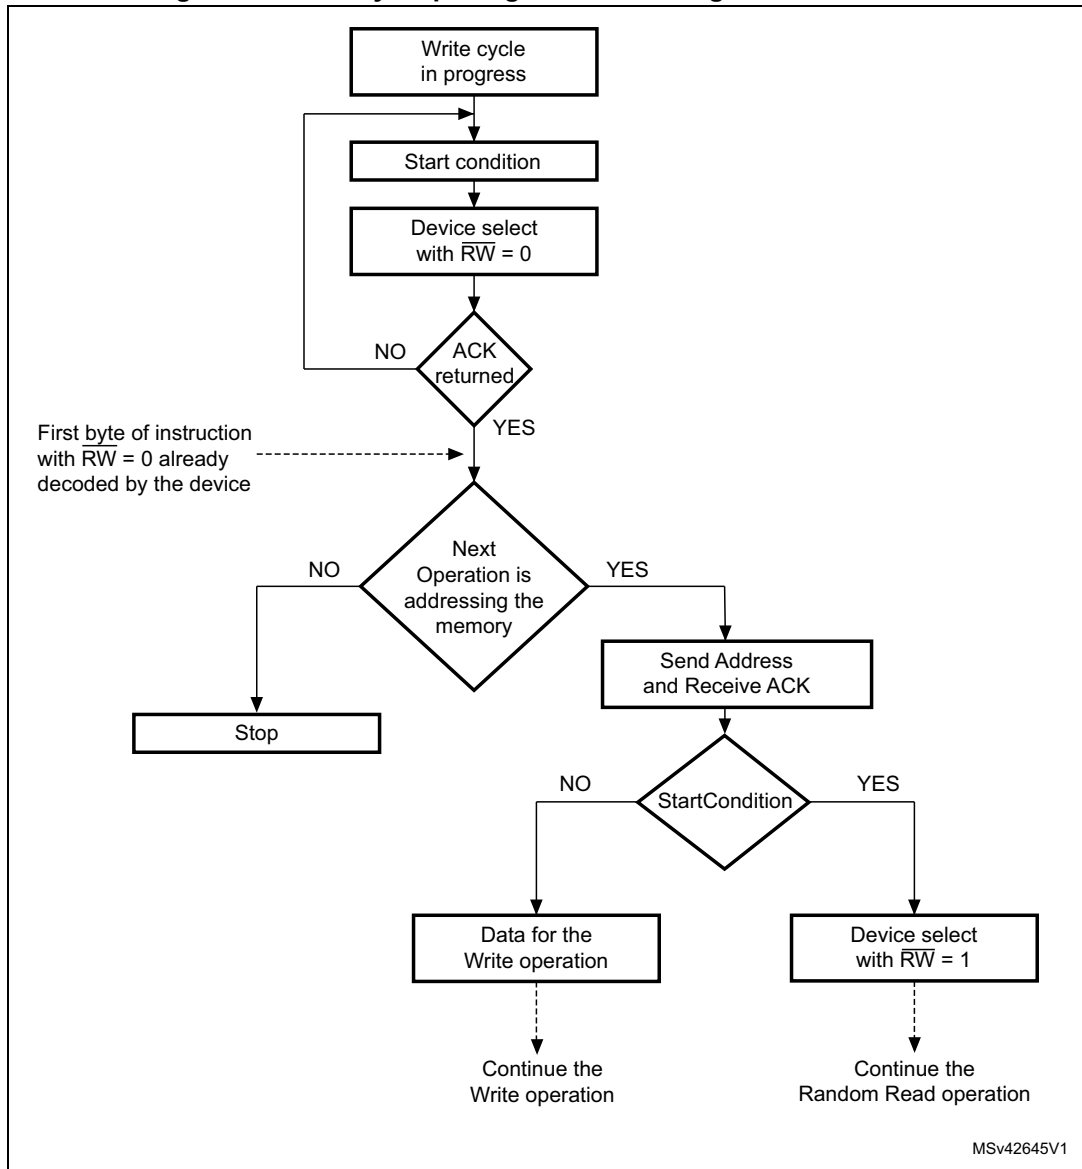 Write cycle
in progress
Start condition
Device select
with R̅W̅ = 0
NO
ACK
returned
YES
First byte of instruction
with R̅W̅ = 0 already
decoded by the device
NO
Next
Operation is
addressing the
memory
YES
Send Address
and Receive ACK
Stop
NO
StartCondition
YES
Data for the
Write operation
Device select
with R̅W̅ = 1
Continue the
Write operation
Continue the
Random Read operation
MSv42645V1